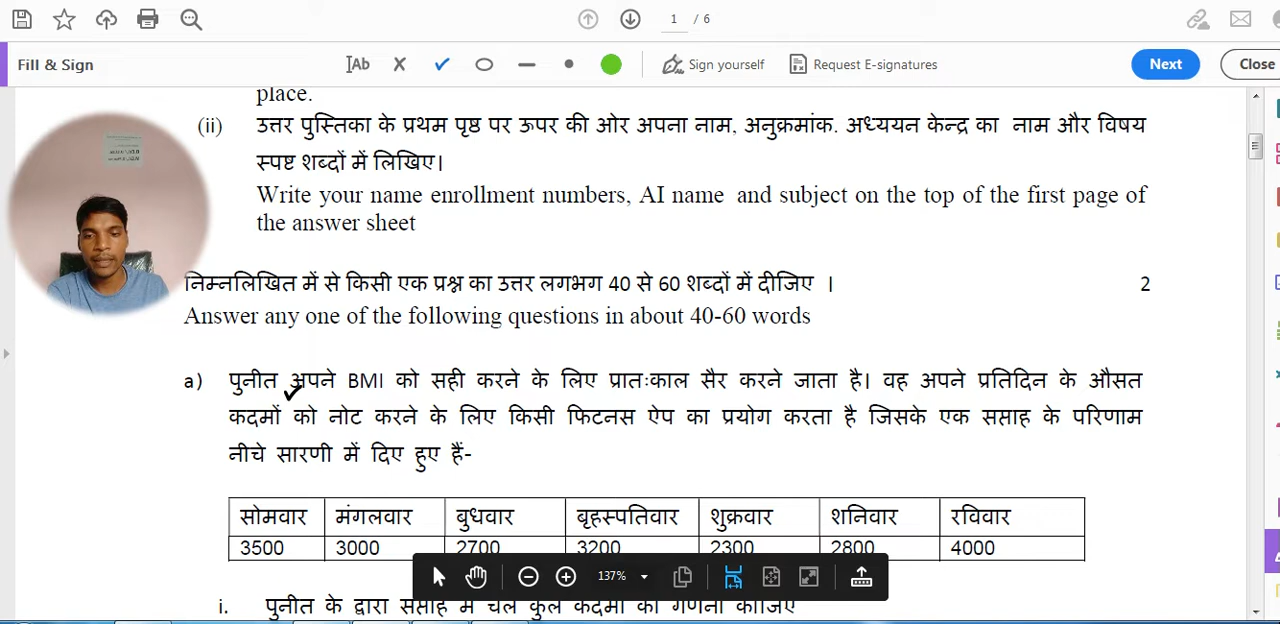 1 / 6
Fill & Sign
Ab
Sign yourself
Request E-signatures
Next
Close
place.
(ii) उत्तर पुस्तिका के प्रथम पृष्ठ पर ऊपर की ओर अपना नाम, अनुक्रमांक. अध्ययन केन्द्र का नाम और विषय
स्पष्ट शब्दों में लिखिए।
Write your name enrollment numbers, AI name and subject on the top of the first page of
the answer sheet
निम्नलिखित में से किसी एक प्रश्न का उत्तर लगभग 40 से 60 शब्दों में दीजिए । 2
Answer any one of the following questions in about 40-60 words
a) पुनीत अपने BMI को सही करने के लिए प्रातःकाल सैर करने जाता है। वह अपने प्रतिदिन के औसत
कदमों को नोट करने के लिए किसी फिटनस ऐप का प्रयोग करता है जिसके एक सप्ताह के परिणाम
नीचे सारणी में दिए हुए हैं-
सोमवार मंगलवार बुधवार बृहस्पतिवार शुक्रवार शनिवार रविवार
3500 3000 2700 3200 2300 2800 4000
137%
i. पुनीत के द्वारा सप्ताह में चले कुल कदमों की गणना कीजिए